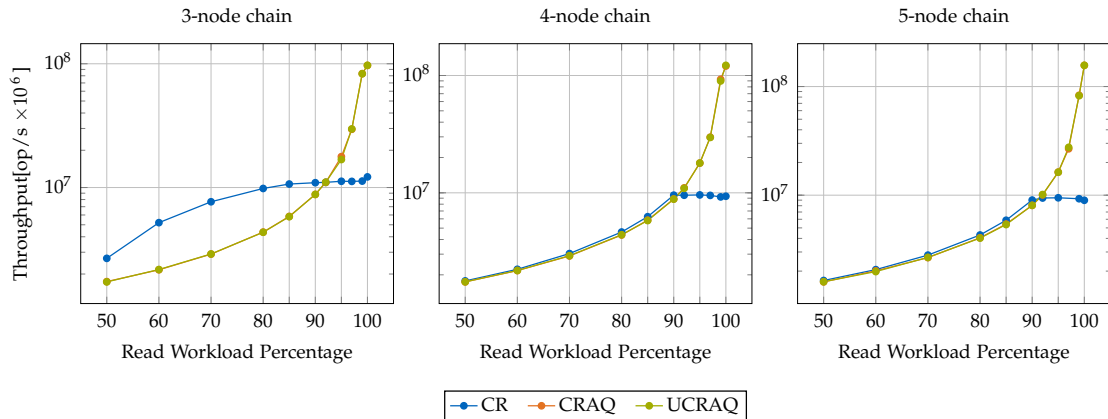 3-node chain
4-node chain
5-node chain
Throughput[op/s ×10^6]
10^8
10^7
50 60 70 80 90 100
Read Workload Percentage
10^8
10^7
50 60 70 80 90 100
Read Workload Percentage
10^8
10^7
50 60 70 80 90 100
Read Workload Percentage
CR CRAQ UCRAQ